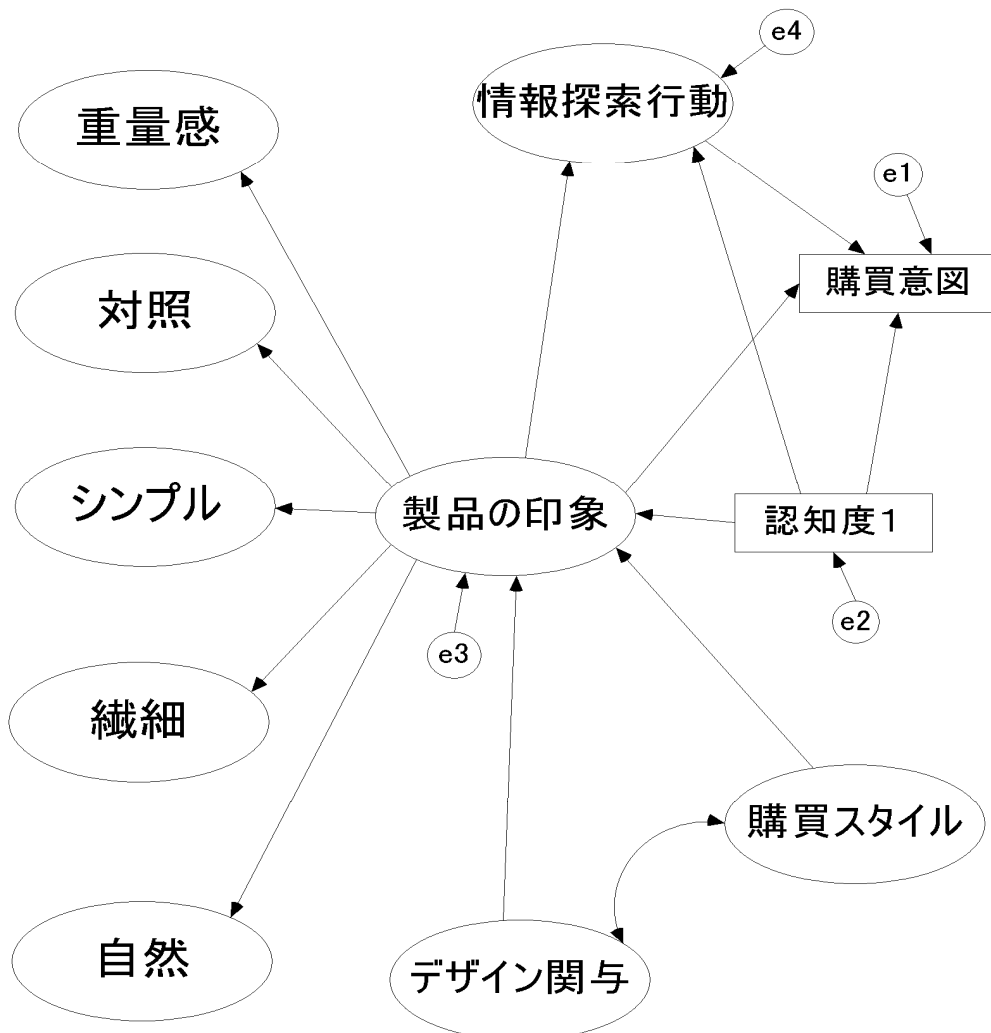 e4
情報探索行動
重量感
e1
購買意図
対照
シンプル
製品の印象
認知度１
e2
e3
繊細
購買スタイル
自然
デザイン関与